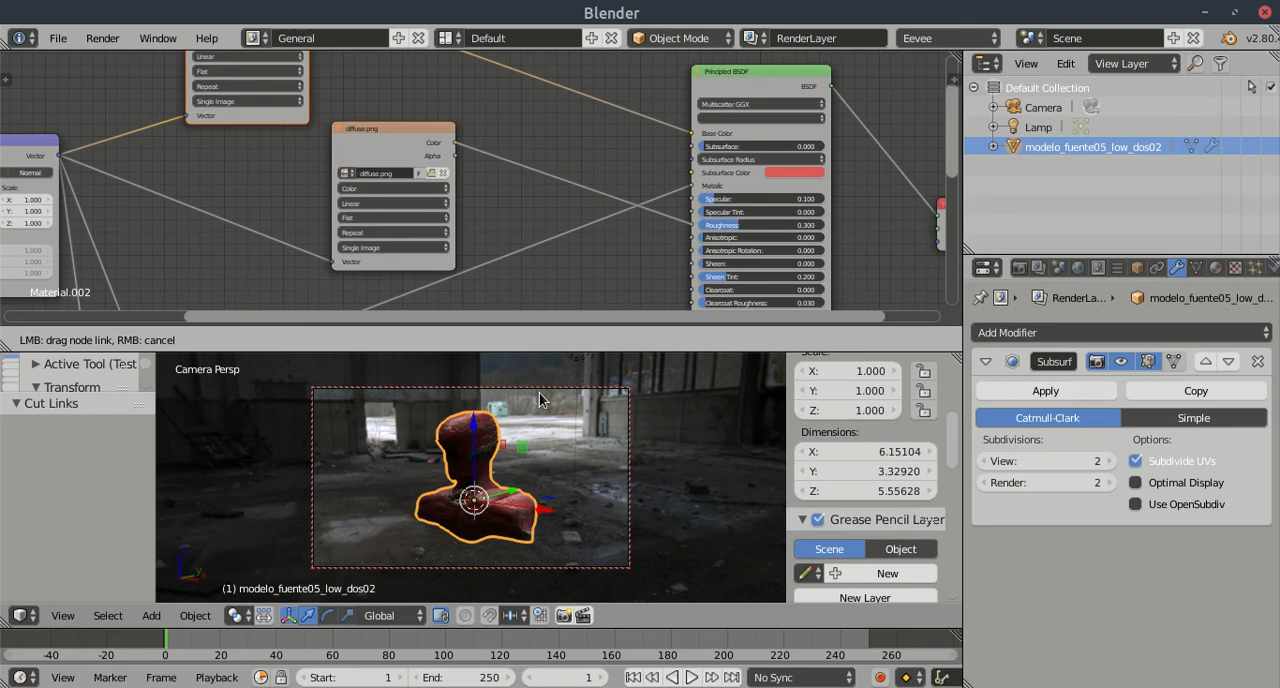 Blender
File Render Window Help General Default Object Mode RenderLayer Eevee Scene v2.80.
View Edit View Layer
Default Collection
Camera
Lamp
modelo_fuente05_low_dos02
Linear
Flat
Repeat
Single Image
Vector
Vector
Normal
Scale:
X: 1.000
Y: 1.000
Z: 1.000
1.000
1.000
1.000
Material.002
diffuse.png
Color
Alpha
diffuse.png F
Color
Linear
Flat
Repeat
Single Image
Vector
Principled BSDF
BSDF
Multiscatter GGX
Base Color
Subsurface: 0.000
Subsurface Radius
Subsurface Color
Metallic
Specular: 0.100
Specular Tint: 0.000
Roughness: 0.300
Anisotropic: 0.000
Anisotropic Rotation: 0.000
Sheen: 0.000
Sheen Tint: 0.200
Clearcoat: 0.000
Clearcoat Roughness: 0.030
RenderLa... modelo_fuente05_low_d...
Add Modifier
Subsurf
Apply Copy
Catmull-Clark Simple
Subdivisions: Options:
View: 2 Subdivide UVs
Render: 2 Optimal Display
Use OpenSubdiv
LMB: drag node link, RMB: cancel
Active Tool (Test
Transform
Cut Links
Camera Persp
(1) modelo_fuente05_low_dos02
Scale:
X: 1.000
Y: 1.000
Z: 1.000
Dimensions:
X: 6.15104
Y: 3.32920
Z: 5.55628
Grease Pencil Layer
Scene Object
New
New Layer
View Select Add Object Global
-40 -20 0 20 40 60 80 100 120 140 160 180 200 220 240 260
View Marker Frame Playback Start: 1 End: 250 1 No Sync